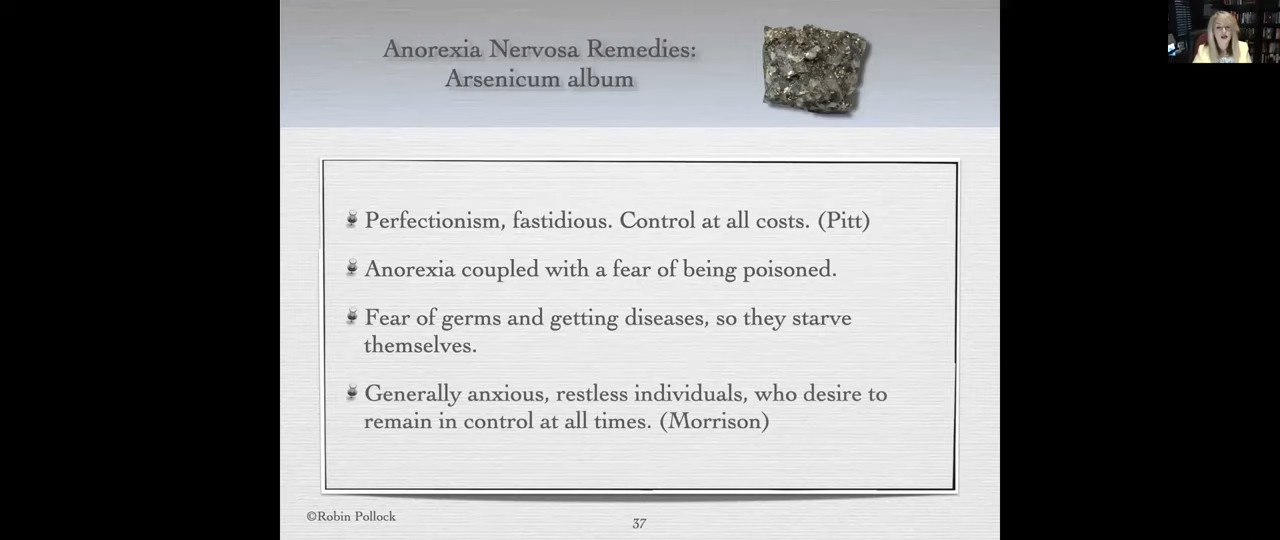 Anorexia Nervosa Remedies:
Arsenicum album
Perfectionism, fastidious. Control at all costs. (Pitt)
Anorexia coupled with a fear of being poisoned.
Fear of germs and getting diseases, so they starve
themselves.
Generally anxious, restless individuals, who desire to
remain in control at all times. (Morrison)
©Robin Pollock
37